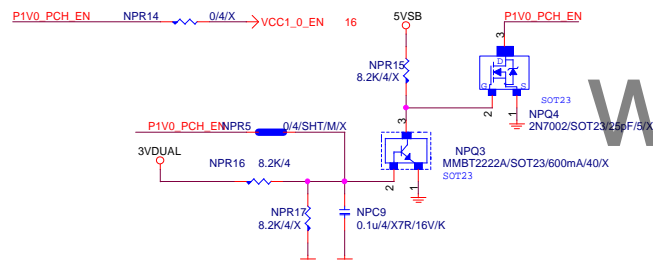 P1V0_PCH_EN NPR14 0/4/X VCC1_0_EN 16
5VSB
P1V0_PCH_EN
3
NPR15
8.2K/4/X
D
G S
SOT23
2
1
NPQ4
2N7002/SOT23/25pF/5/X
W
P1V0_PCH_EN NPR5 0/4/SHT/M/X
3
NPQ3
MMBT2222A/SOT23/600mA/40/X
SOT23
3VDUAL
NPR16 8.2K/4
2
1
NPR17
8.2K/4/X
NPC9
0.1u/4/X7R/16V/K